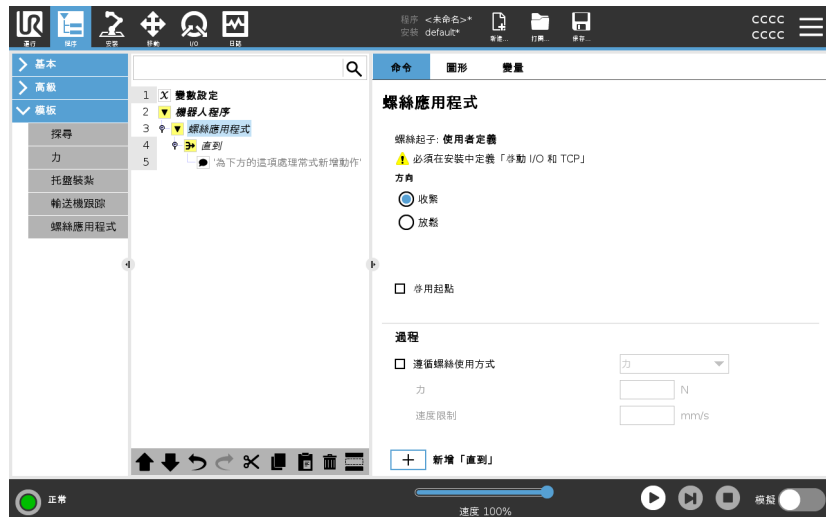 程序 <未命名>*
安裝 default*
CCCC
CCCC
運行
程序
安裝
移動
I/O
日誌
新建...
打開...
保存...
基本
高級
模板
探尋
力
托盤裝紮
輸送機跟踪
螺絲應用程式
1 X 變數設定
2 機器人程序
3 螺絲應用程式
4 直到
5 '為下方的這項處理常式新增動作'
命令 圖形 變量
螺絲應用程式
螺絲起子: 使用者定義
必須在安裝中定義「啓動 I/O 和 TCP」
方向
收緊
放鬆
啓用起點
過程
遵循螺絲使用方式
力
力 N
速度限制 mm/s
新增「直到」
正常
速度 100%
模擬